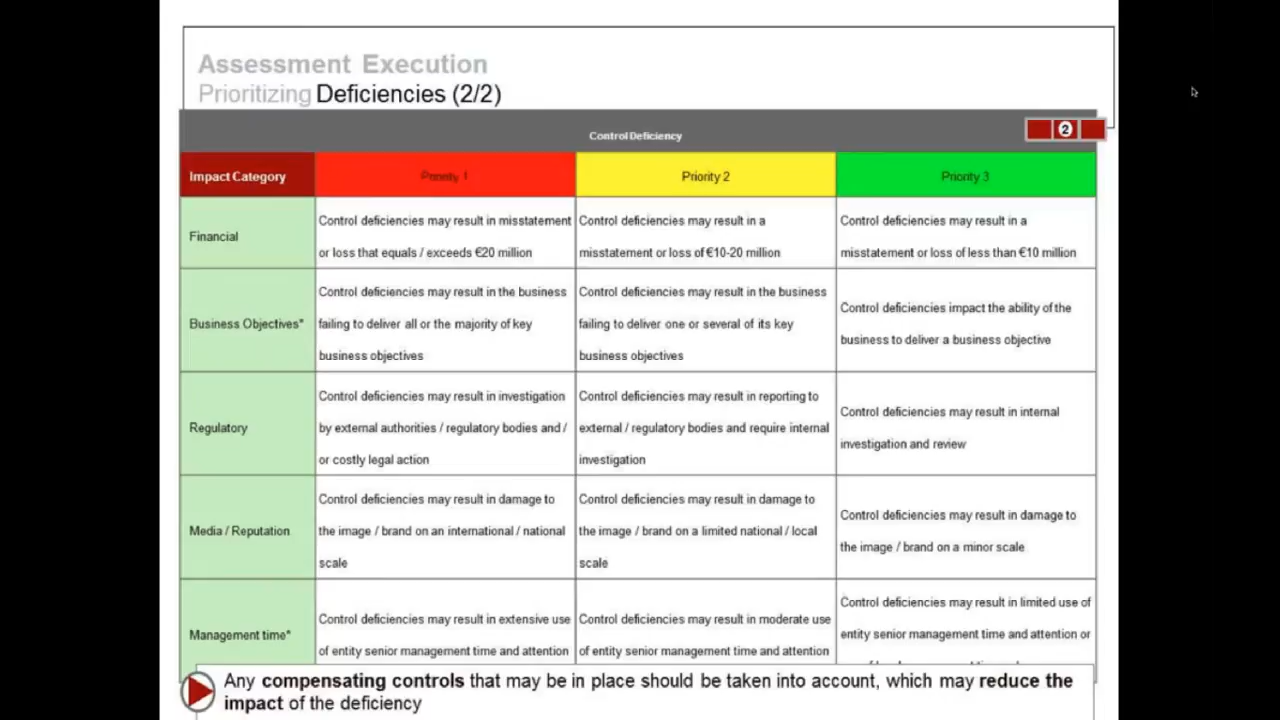 Assessment Execution
Prioritizing Deficiencies (2/2)
Control Deficiency
2
Impact Category
Priority 1
Priority 2
Priority 3
Financial
Control deficiencies may result in misstatement
or loss that equals / exceeds €20 million
Control deficiencies may result in a
misstatement or loss of €10-20 million
Control deficiencies may result in a
misstatement or loss of less than €10 million
Business Objectives*
Control deficiencies may result in the business
failing to deliver all or the majority of key
business objectives
Control deficiencies may result in the business
failing to deliver one or several of its key
business objectives
Control deficiencies impact the ability of the
business to deliver a business objective
Regulatory
Control deficiencies may result in investigation
by external authorities / regulatory bodies and /
or costly legal action
Control deficiencies may result in reporting to
external / regulatory bodies and require internal
investigation
Control deficiencies may result in internal
investigation and review
Media / Reputation
Control deficiencies may result in damage to
the image / brand on an international / national
scale
Control deficiencies may result in damage to
the image / brand on a limited national / local
scale
Control deficiencies may result in damage to
the image / brand on a minor scale
Management time*
Control deficiencies may result in extensive use
of entity senior management time and attention
Control deficiencies may result in moderate use
of entity senior management time and attention
Control deficiencies may result in limited use of
entity senior management time and attention or
Any compensating controls that may be in place should be taken into account, which may reduce the
impact of the deficiency